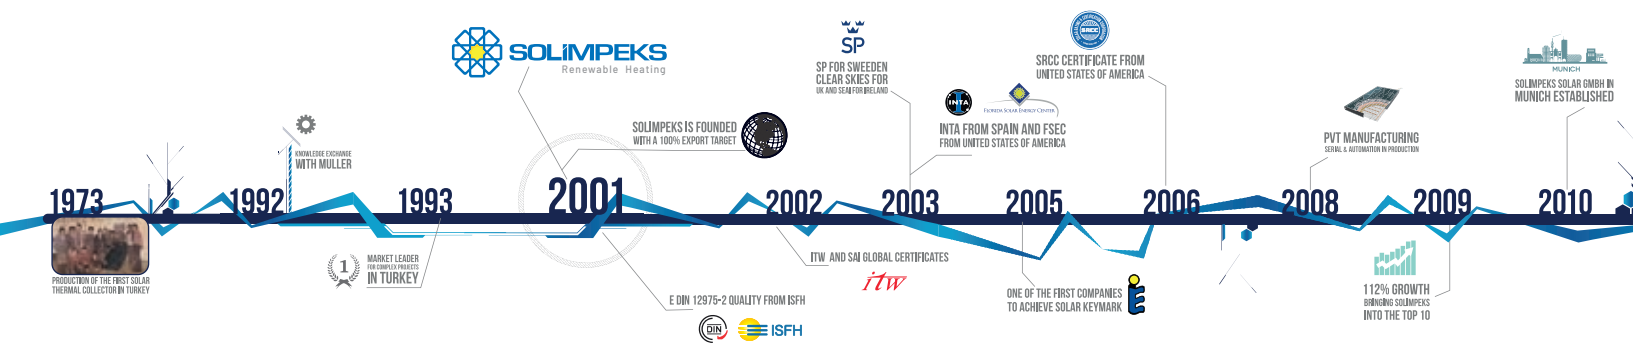 1973
PRODUCTION OF THE FIRST SOLAR
THERMAL COLLECTOR IN TURKEY
1992
KNOWLEDGE EXCHANGE
WITH MULLER
1993
1
MARKET LEADER
FOR COMPLEX PROJECTS
IN TURKEY
SOLIMPEKS
Renewable Heating
2001
SOLİMPEKS IS FOUNDED
WITH A 100% EXPORT TARGET
E DIN 12975-2 QUALITY FROM ISFH
DIN
ISFH
2002
ITW AND SAI GLOBAL CERTIFICATES
itw
2003
SP
SP FOR SWEDEN
CLEAR SKIES FOR
UK AND SEAI FOR IRELAND
INTA
FLORIDA SOLAR ENERGY CENTER
INTA FROM SPAIN AND FSEC
FROM UNITED STATES OF AMERICA
2005
ONE OF THE FIRST COMPANIES
TO ACHIEVE SOLAR KEYMARK
2006
SRCC
SRCC CERTIFICATE FROM
UNITED STATES OF AMERICA
2008
PVT MANUFACTURING
SERIAL & AUTOMATION IN PRODUCTION
2009
112% GROWTH
BRINGING SOLIMPEKS
INTO THE TOP 10
2010
MUNICH
SOLIMPEKS SOLAR GMBH IN
MUNICH ESTABLISHED